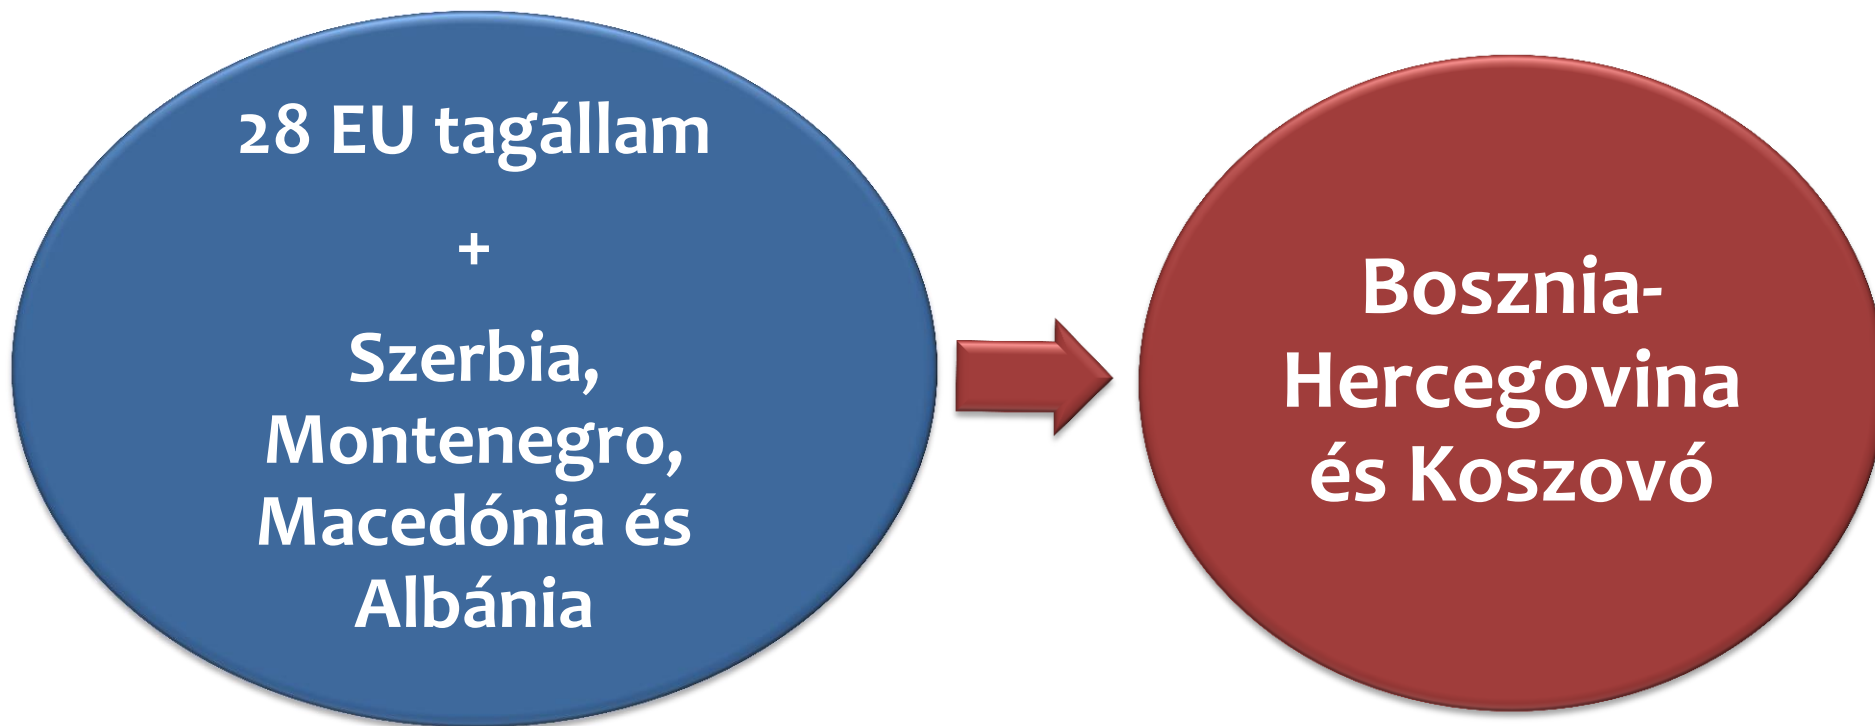 28 EU tagállam
+
Szerbia,
Montenegro,
Macedónia és
Albánia
Bosznia-
Hercegovina
és Koszovó